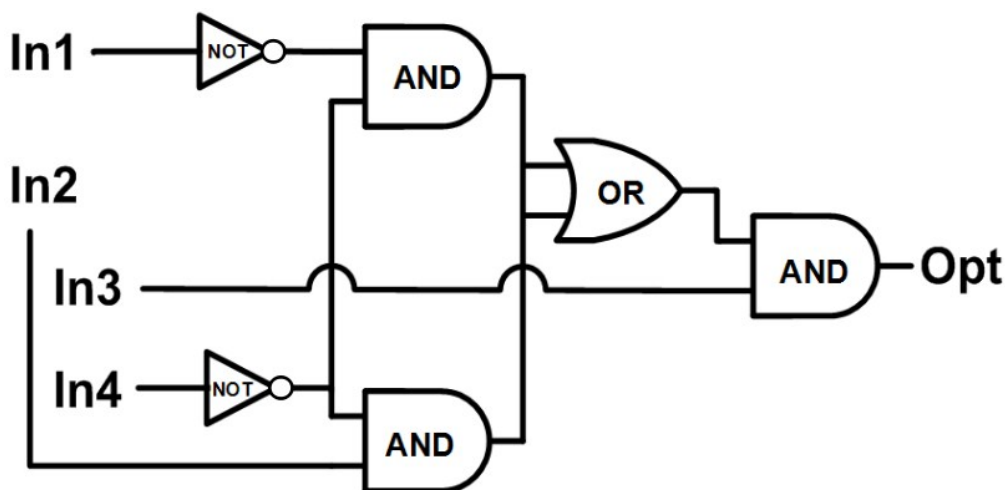 In1
NOT
AND
In2
OR
In3
AND
Opt
In4
NOT
AND